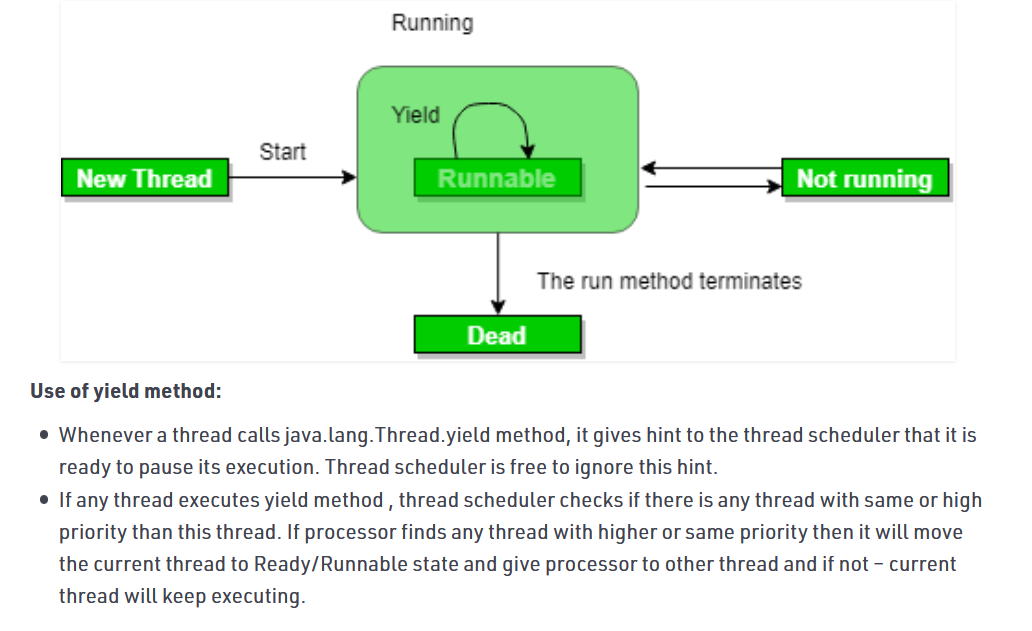 Running
Yield
Start
New Thread
Runnable
Not running
The run method terminates
Dead
Use of yield method:
● Whenever a thread calls java.lang.Thread.yield method, it gives hint to the thread scheduler that it is
ready to pause its execution. Thread scheduler is free to ignore this hint.
● If any thread executes yield method , thread scheduler checks if there is any thread with same or high
priority than this thread. If processor finds any thread with higher or same priority then it will move
the current thread to Ready/Runnable state and give processor to other thread and if not – current
thread will keep executing.